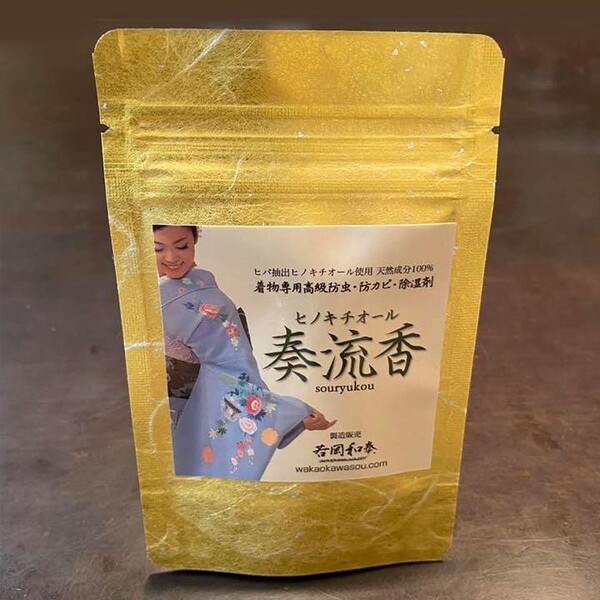 ヒバ抽出ヒノキチオール使用 天然成分100%
着物専用高級防虫・防カビ・除湿剤
ヒノキチオール
奏流香
souryukou
製造販売
若岡和奏
wakaokawasou.com